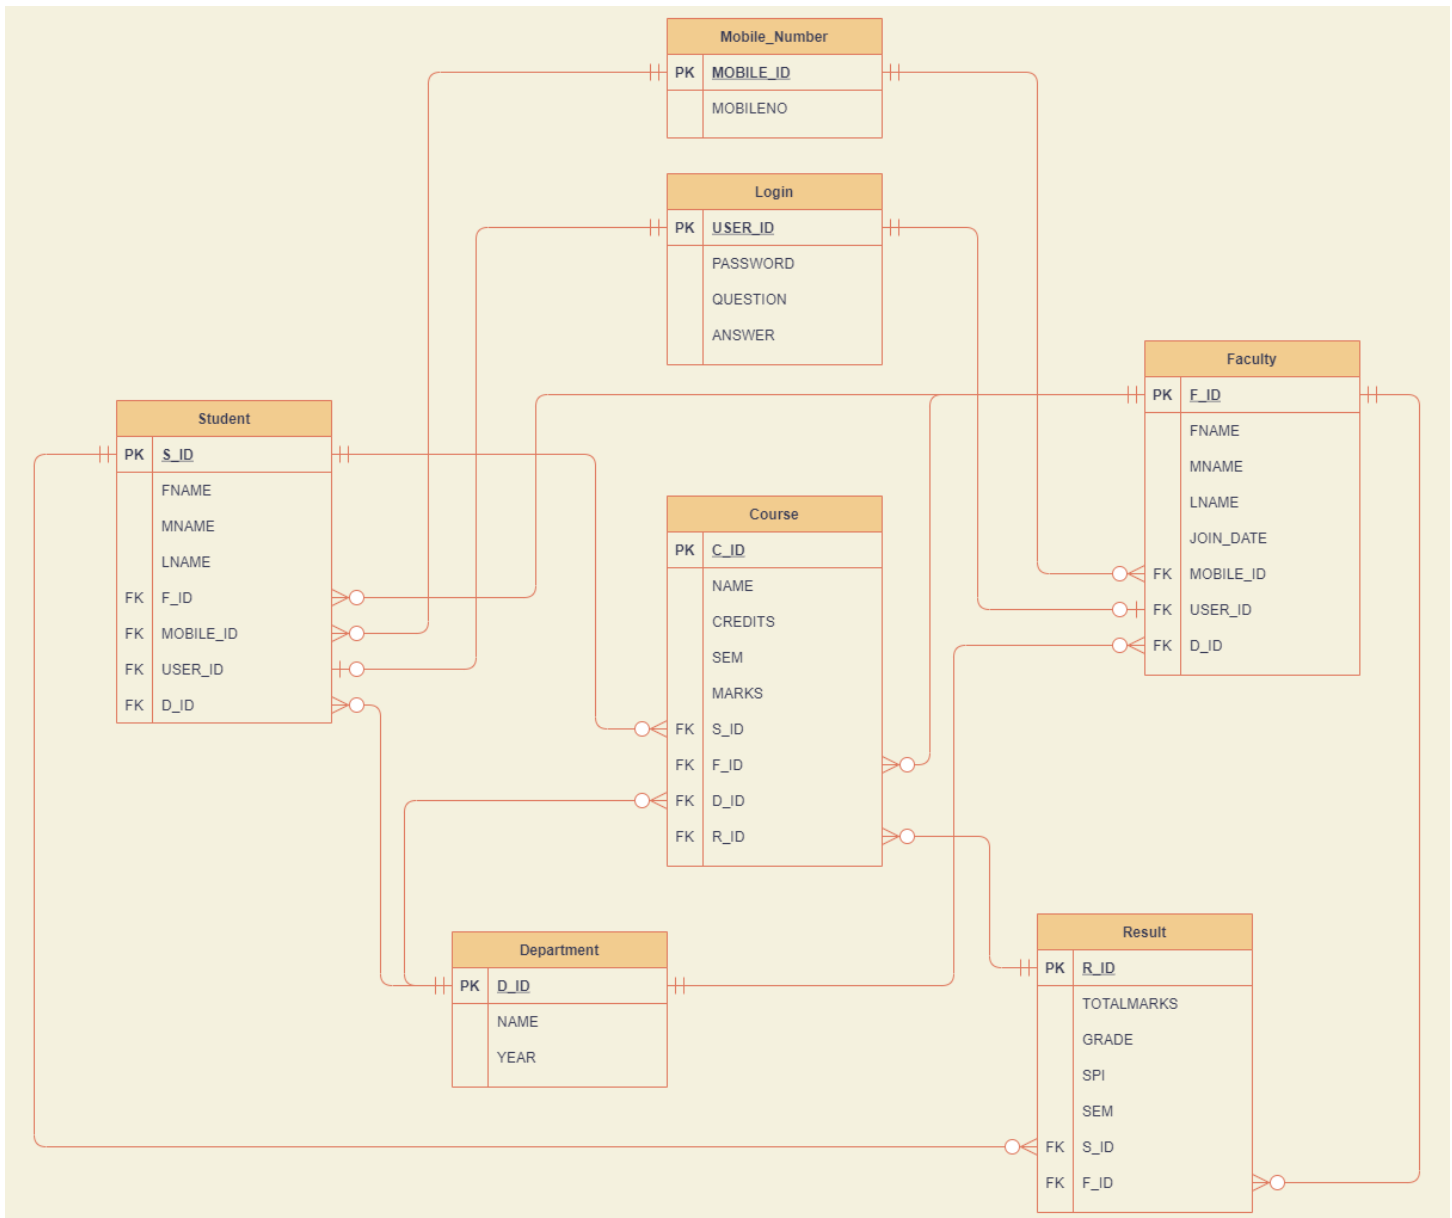 Mobile_Number
PK MOBILE_ID
MOBILENO
Login
PK USER_ID
PASSWORD
QUESTION
ANSWER
Faculty
PK F_ID
FNAME
MNAME
LNAME
JOIN_DATE
FK MOBILE_ID
FK USER_ID
FK D_ID
Student
PK S_ID
FNAME
MNAME
LNAME
FK F_ID
FK MOBILE_ID
FK USER_ID
FK D_ID
Course
PK C_ID
NAME
CREDITS
SEM
MARKS
FK S_ID
FK F_ID
FK D_ID
FK R_ID
Department
PK D_ID
NAME
YEAR
Result
PK R_ID
TOTALMARKS
GRADE
SPI
SEM
FK S_ID
FK F_ID